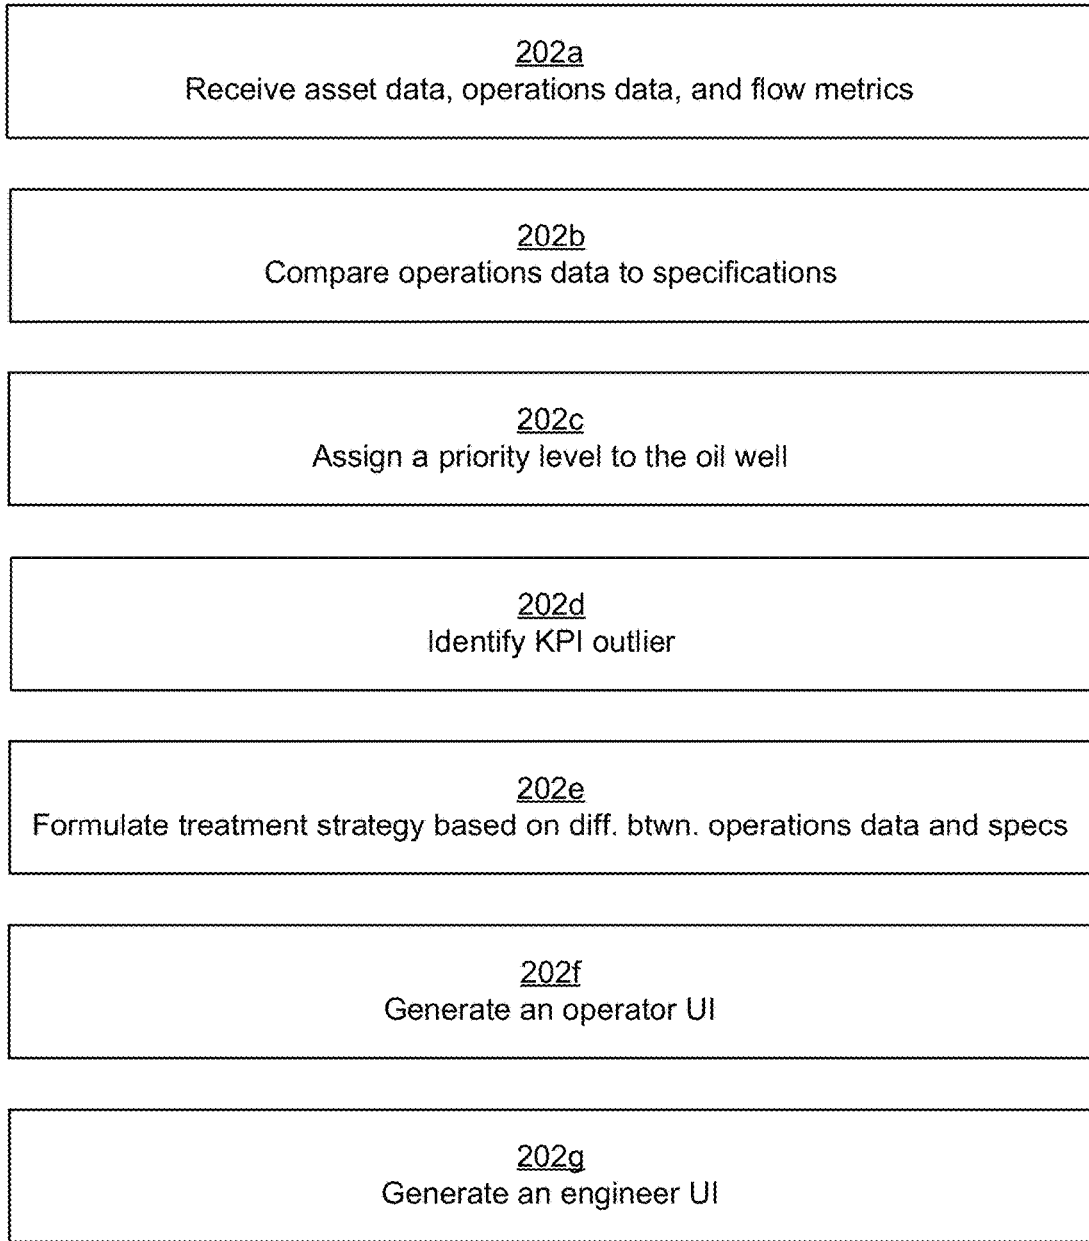 202a
Receive asset data, operations data, and flow metrics
202b
Compare operations data to specifications
202c
Assign a priority level to the oil well
202d
Identify KPI outlier
202e
Formulate treatment strategy based on diff. btwn. operations data and specs
202f
Generate an operator UI
202g
Generate an engineer UI